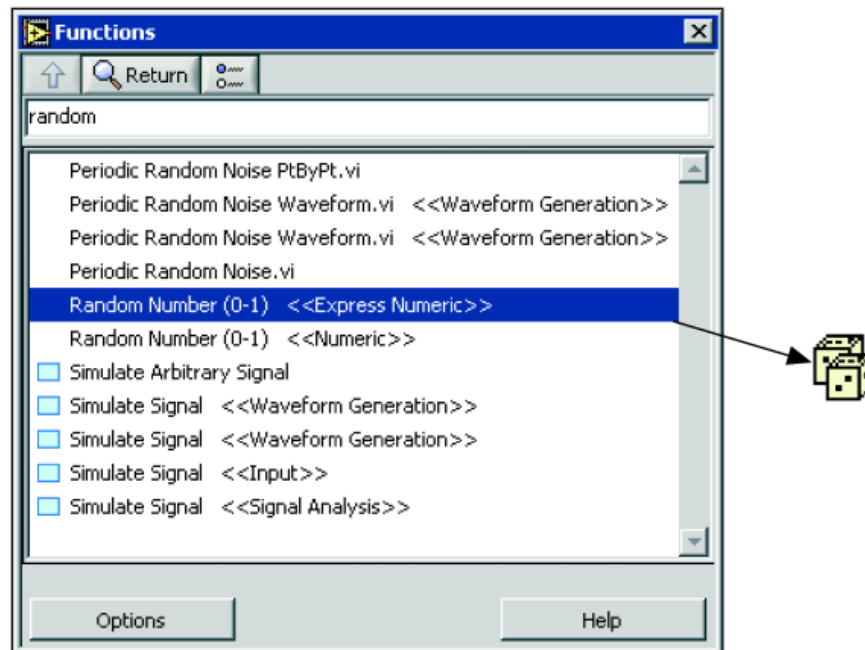 Functions
Return
random
Periodic Random Noise PtByPt.vi
Periodic Random Noise Waveform.vi <<Waveform Generation>>
Periodic Random Noise Waveform.vi <<Waveform Generation>>
Periodic Random Noise.vi
Random Number (0-1) <<Express Numeric>>
Random Number (0-1) <<Numeric>>
Simulate Arbitrary Signal
Simulate Signal <<Waveform Generation>>
Simulate Signal <<Waveform Generation>>
Simulate Signal <<Input>>
Simulate Signal <<Signal Analysis>>
Options Help